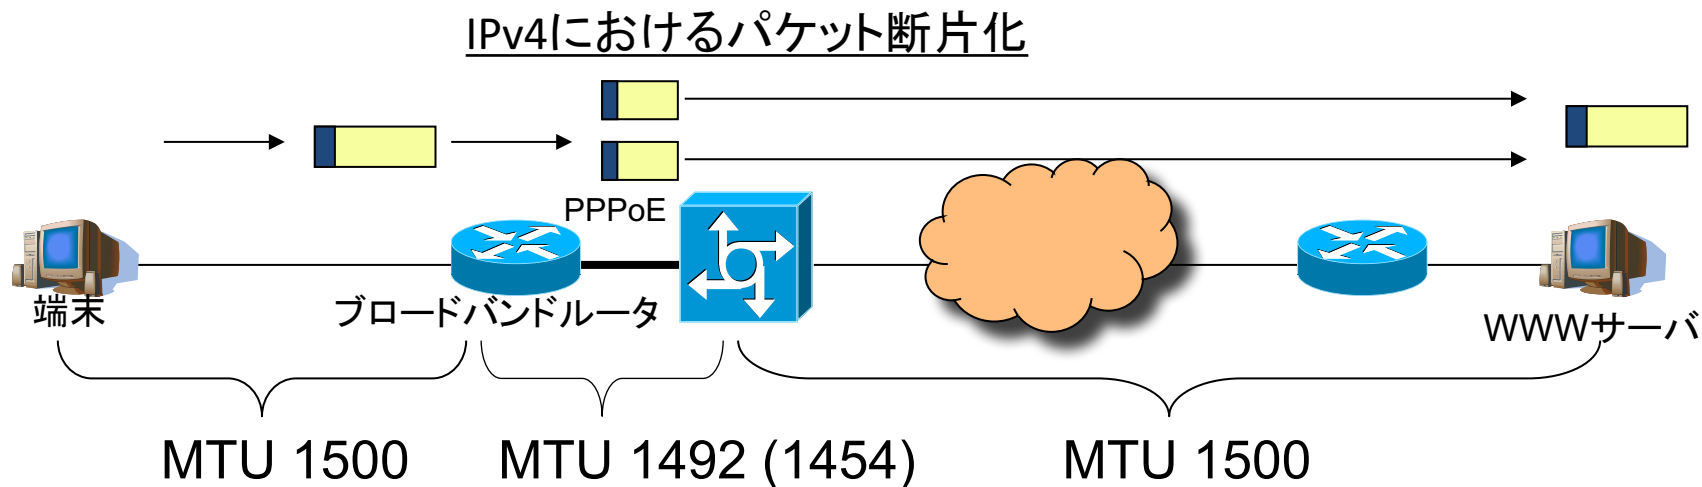 IPv4におけるパケット断片化
PPPoE
端末
ブロードバンドルータ
WWWサーバ
MTU 1500
MTU 1492 (1454)
MTU 1500